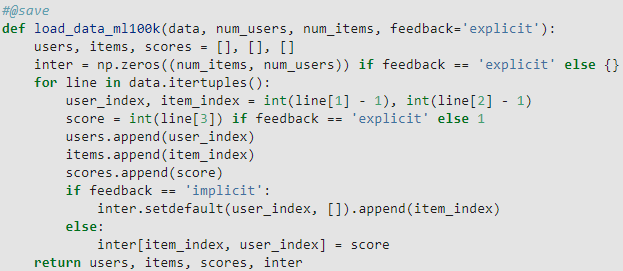 #@save
def load_data_ml100k(data, num_users, num_items, feedback='explicit'):
    users, items, scores = [], [], []
    inter = np.zeros((num_items, num_users)) if feedback == 'explicit' else {}
    for line in data.itertuples():
        user_index, item_index = int(line[1] - 1), int(line[2] - 1)
        score = int(line[3]) if feedback == 'explicit' else 1
        users.append(user_index)
        items.append(item_index)
        scores.append(score)
        if feedback == 'implicit':
            inter.setdefault(user_index, []).append(item_index)
        else:
            inter[item_index, user_index] = score
    return users, items, scores, inter